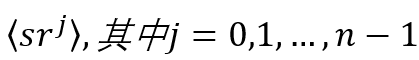 ⟨sr^j⟩, 其中j = 0,1, … , n − 1